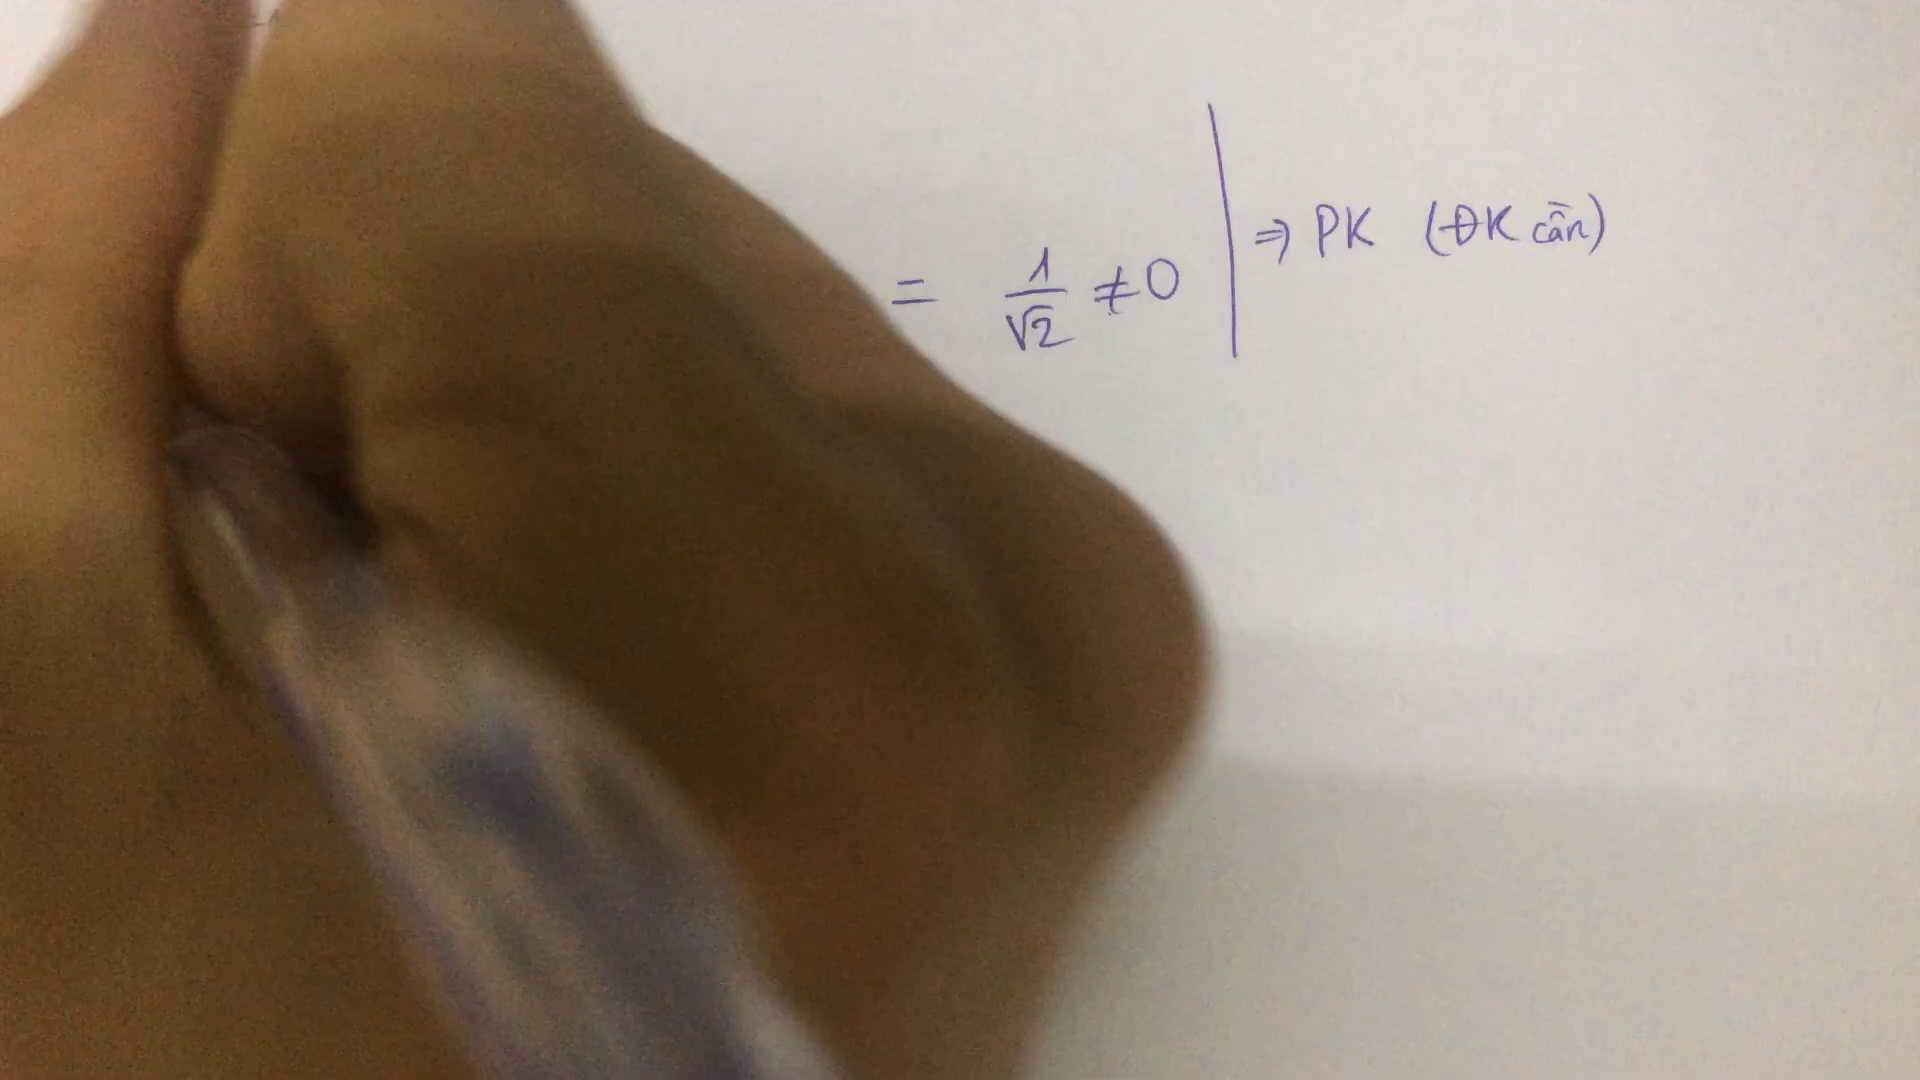 = 1/√2 ≠ 0 | ⇒ PK (ĐK cần)